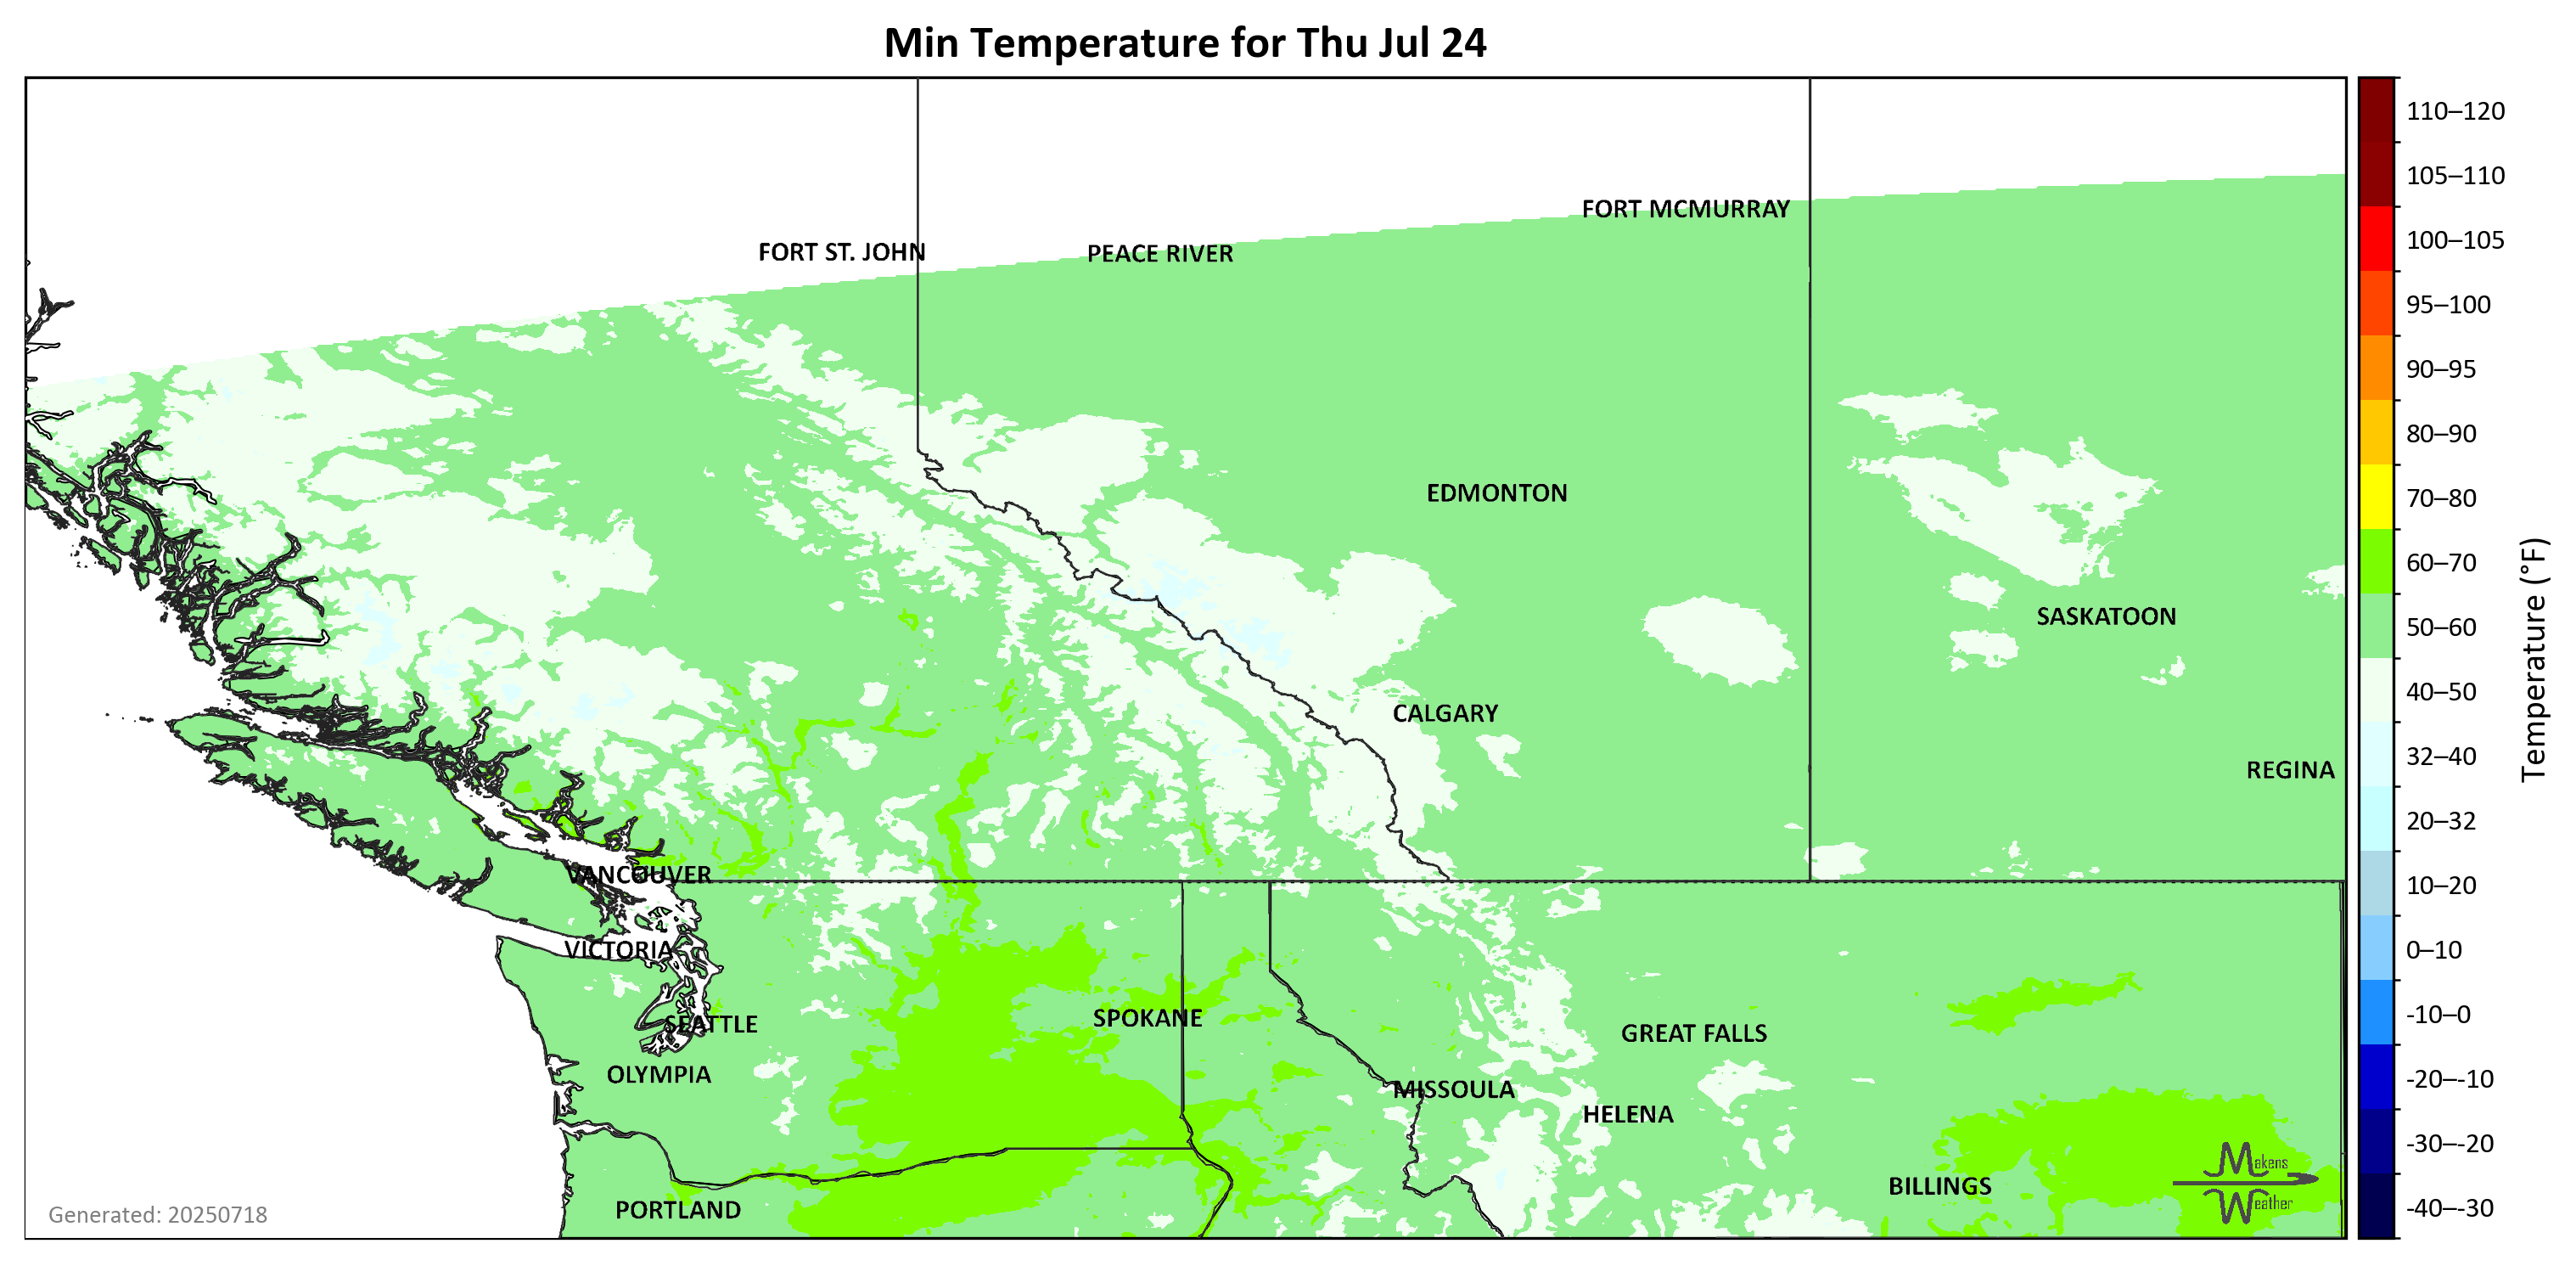 Min Temperature for Thu Jul 24
110–120
105–110
FORT MCMURRAY
100–105
FORT ST. JOHN
PEACE RIVER
95–100
90–95
80–90
EDMONTON
70–80
60–70
SASKATOON
50–60
Temperature (°F)
40–50
CALGARY
32–40
REGINA
20–32
VANCOUVER
10–20
VICTORIA
0–10
-10–0
SPOKANE
SEATTLE
GREAT FALLS
OLYMPIA
-20–-10
MISSOULA
HELENA
-30–-20
Makens
Weather
BILLINGS
PORTLAND
-40–-30
Generated: 20250718